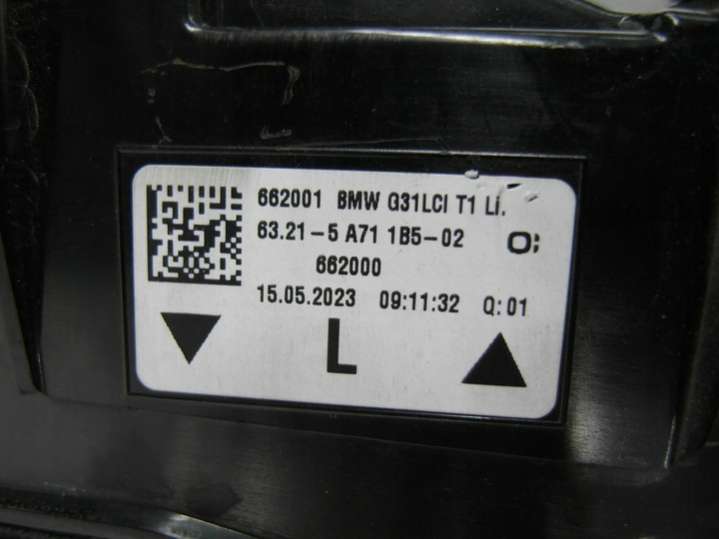 662001 BMW G31LCI T1 Li.
63.21-5 A71 1B5-02
662000
15.05.2023 09:11:32 Q:01
L